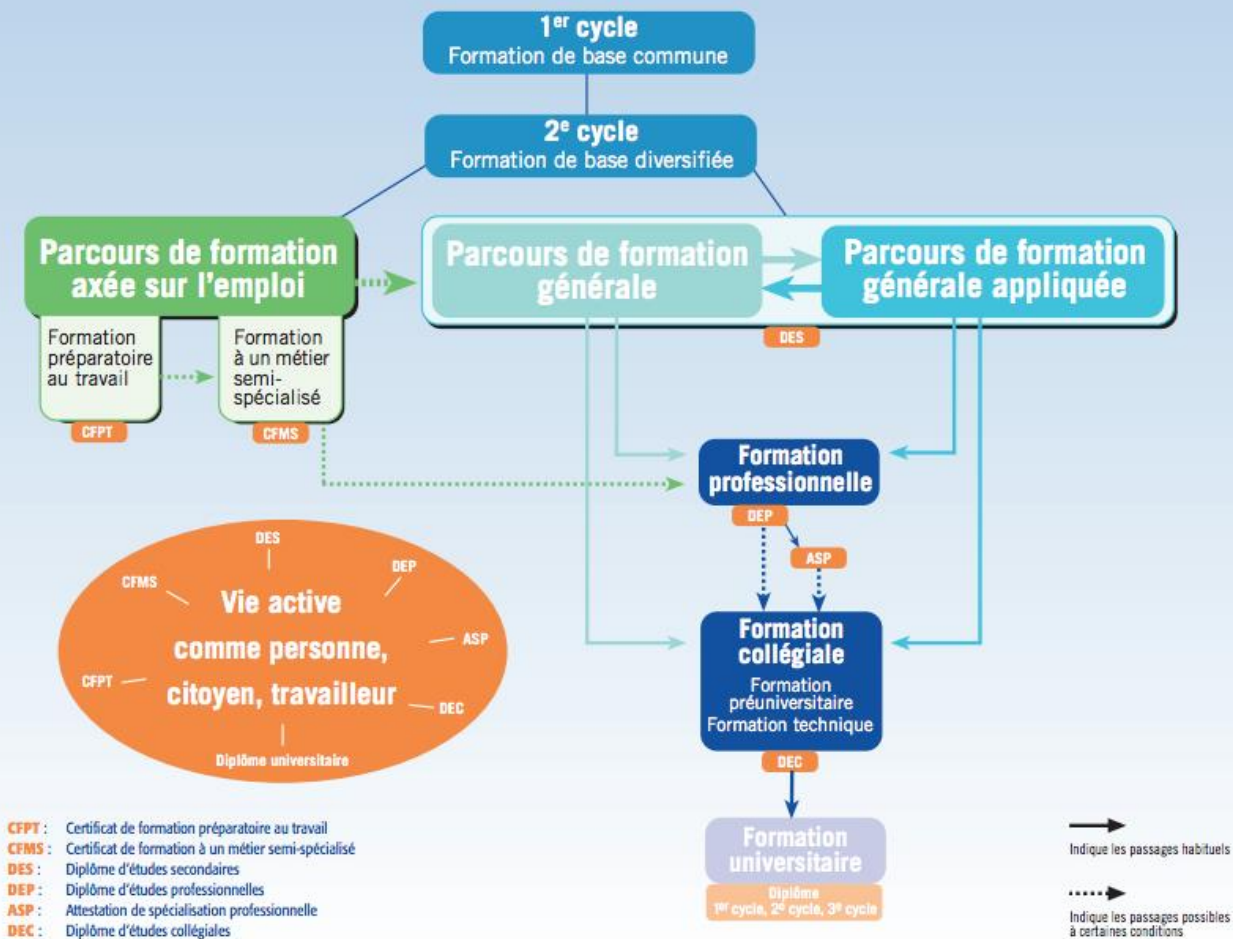 1er cycle
Formation de base commune
2e cycle
Formation de base diversifiée
Parcours de formation
axée sur l'emploi
Parcours de formation
générale
Parcours de formation
générale appliquée
DES
Formation
préparatoire
au travail
Formation
à un métier
semi-
spécialisé
CFPT
CFMS
Formation
professionnelle
DEP
ASP
Formation
collégiale
Formation
préuniversitaire
Formation technique
DEC
Formation
universitaire
Diplôme
1er cycle, 2e cycle, 3e cycle
DES
DEP
CFMS
Vie active
comme personne,
citoyen, travailleur
ASP
CFPT
DEC
Diplôme universitaire
CFPT : Certificat de formation préparatoire au travail
CFMS : Certificat de formation à un métier semi-spécialisé
DES : Diplôme d'études secondaires
DEP : Diplôme d'études professionnelles
ASP : Attestation de spécialisation professionnelle
DEC : Diplôme d'études collégiales
Indique les passages habituels
Indique les passages possibles
à certaines conditions